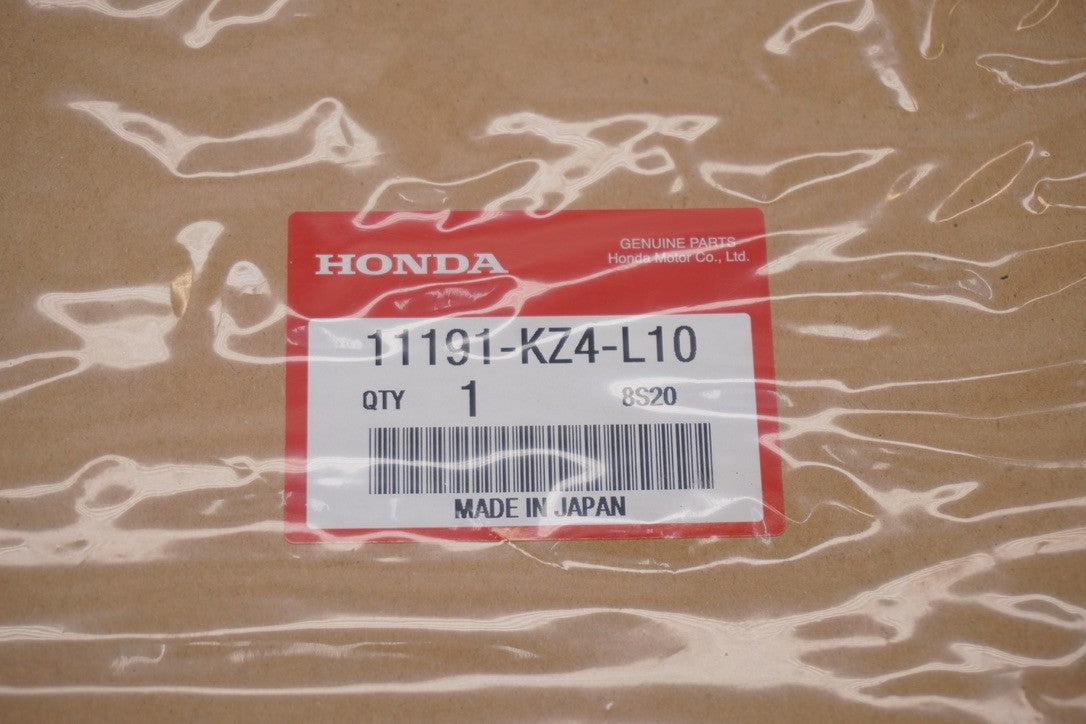 HONDA
GENUINE PARTS
Honda Motor Co., Ltd.
11191-KZ4-L10
QTY 1 8S20
MADE IN JAPAN